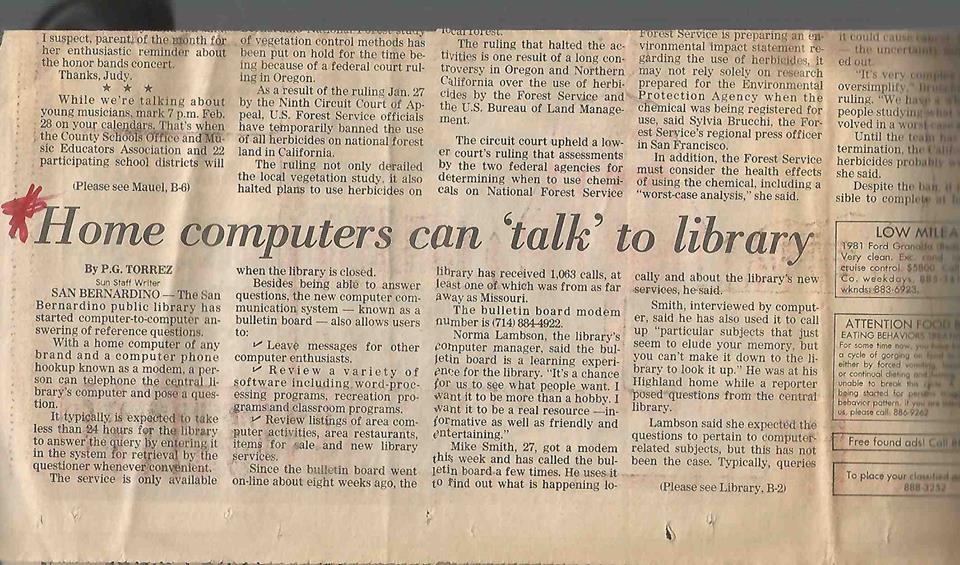 I suspect, parent, of the month for
her enthusiastic reminder about
the honor bands concert.
Thanks, Judy.
★ ★ ★
While we're talking about
young musicians, mark 7 p.m. Feb.
28 on your calendars. That's when
the County Schools Office and Mu-
sic Educators Association and 22
participating school districts will
(Please see Mauel, B-6)
of vegetation control methods has
been put on hold for the time be-
ing because of a federal court rul-
ing in Oregon.
As a result of the ruling Jan. 27
by the Ninth Circuit Court of Ap-
peal, U.S. Forest Service officials
have temporarily banned the use
of all herbicides on national forest
land in California.
The ruling not only derailed
the local vegetation study, it also
halted plans to use herbicides on
local forest.
The ruling that halted the ac-
tivities is one result of a long con-
troversy in Oregon and Northern
California over the use of herbi-
cides by the Forest Service and
the U.S. Bureau of Land Manage-
ment.
The circuit court upheld a low-
er court's ruling that assessments
by the two federal agencies for
determining when to use chemi-
cals on National Forest Service
Forest Service is preparing an en-
vironmental impact statement re-
garding the use of herbicides, it
may not rely solely on research
prepared for the Environmental
Protection Agency when the
chemical was being registered for
use, said Sylvia Brucchi, the For-
est Service's regional press officer
in San Francisco.
In addition, the Forest Service
must consider the health effects
of using the chemical, including a
"worst-case analysis," she said.
it could cause
— the uncertainty
ed out.
"It's very complex
oversimplify,"
ruling. "We have
people studying what
volved in a worst-case
Until the team has
termination, the
herbicides probably
she said.
Despite the ban, it
sible to complete at
Home computers can 'talk' to library
By P.G. TORREZ
Sun Staff Writer
SAN BERNARDINO — The San
Bernardino public library has
started computer-to-computer an-
swering of reference questions.
With a home computer of any
brand and a computer phone
hookup known as a modem, a per-
son can telephone the central li-
brary's computer and pose a ques-
tion.
It typically is expected to take
less than 24 hours for the library
to answer the query by entering it
in the system for retrieval by the
questioner whenever convenient.
The service is only available
when the library is closed.
Besides being able to answer
questions, the new computer com-
munication system — known as a
bulletin board — also allows users
to:
✓ Leave messages for other
computer enthusiasts.
✓ Review a variety of
software including word-proc-
essing programs, recreation pro-
grams and classroom programs.
✓ Review listings of area com-
puter activities, area restaurants,
items for sale and new library
services.
Since the bulletin board went
on-line about eight weeks ago, the
library has received 1,063 calls, at
least one of which was from as far
away as Missouri.
The bulletin board modem
number is (714) 884-4922.
Norma Lambson, the library's
computer manager, said the bul-
letin board is a learning experi-
ence for the library. "It's a chance
for us to see what people want. I
want it to be more than a hobby. I
want it to be a real resource —in-
formative as well as friendly and
entertaining."
Mike Smith, 27, got a modem
this week and has called the bul-
letin board a few times. He uses it
to find out what is happening lo-
cally and about the library's new
services, he said.
Smith, interviewed by comput-
er, said he has also used it to call
up "particular subjects that just
seem to elude your memory, but
you can't make it down to the li-
brary to look it up." He was at his
Highland home while a reporter
posed questions from the central
library.
Lambson said she expected the
questions to pertain to computer-
related subjects, but this has not
been the case. Typically, queries
(Please see Library, B-2)
LOW MILEA
1981 Ford Granada
Very clean. Exc. cond
cruise control. $5800
Co. weekdays,
wknds: 883-6923.
ATTENTION FOOD
EATING BEHAVIORS
For some time now, you
a cycle of gorging on
either by forced vomiting,
or continual dieting and
unable to break this
being started for
behavior pattern, if you are
us, please call: 886-9262
Free found ads! Call
To place your classified
888-3252